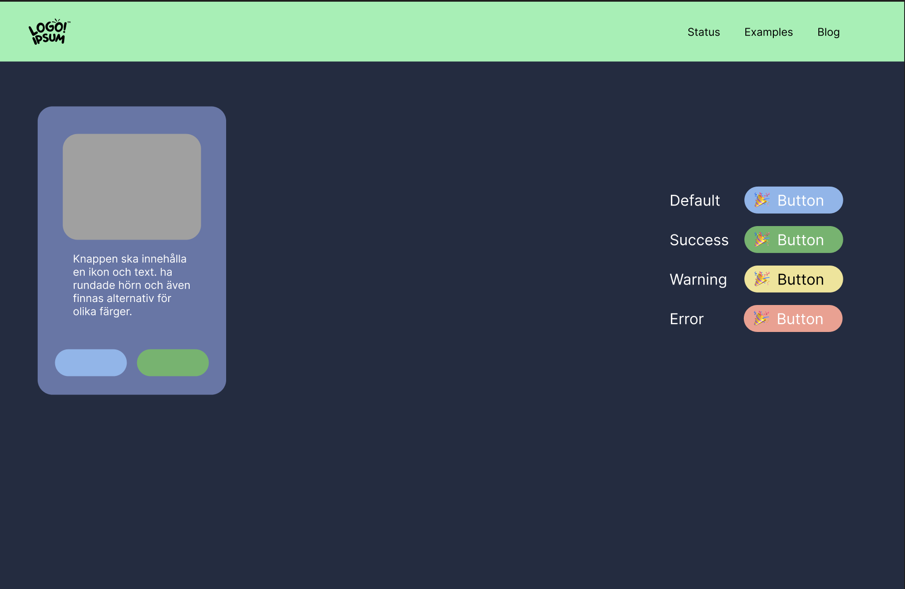 LOGO!
IPSUM
Status Examples Blog
Knappen ska innehålla
en ikon och text. ha
rundade hörn och även
finnas alternativ för
olika färger.
Default Button
Success Button
Warning Button
Error Button